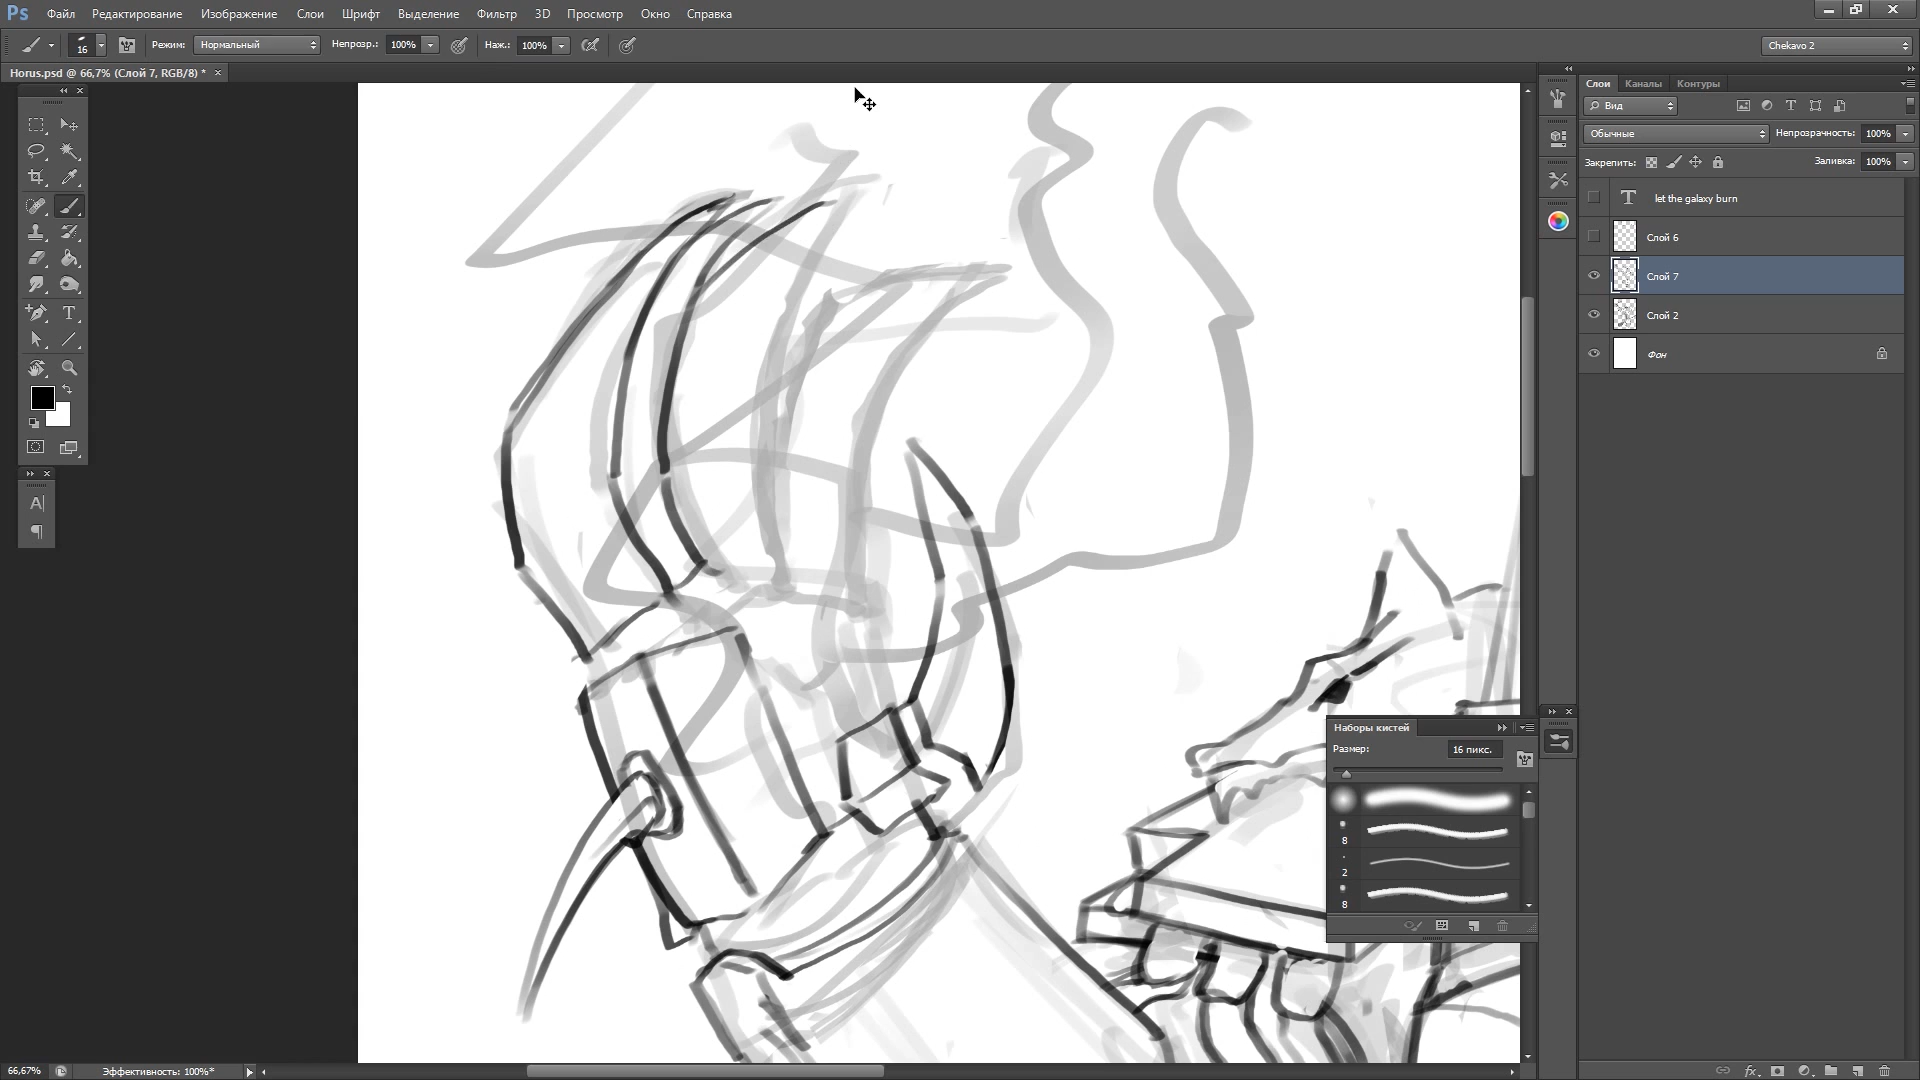 Ps Файл Редактирование Изображение Слои Шрифт Выделение Фильтр 3D Просмотр Окно Справка
16 Режим: Нормальный Непрозр.: 100% Наж.: 100% Chekavo 2
Horus.psd @ 66,7% (Слой 7, RGB/8) * ×
Слои Каналы Контуры
Вид
Обычные Непрозрачность: 100%
Закрепить: Заливка: 100%
T let the galaxy burn
Слой 6
Слой 7
Слой 2
Фон
Наборы кистей
Размер: 16 пикс.
8
2
8
66,67% Эффективность: 100%*